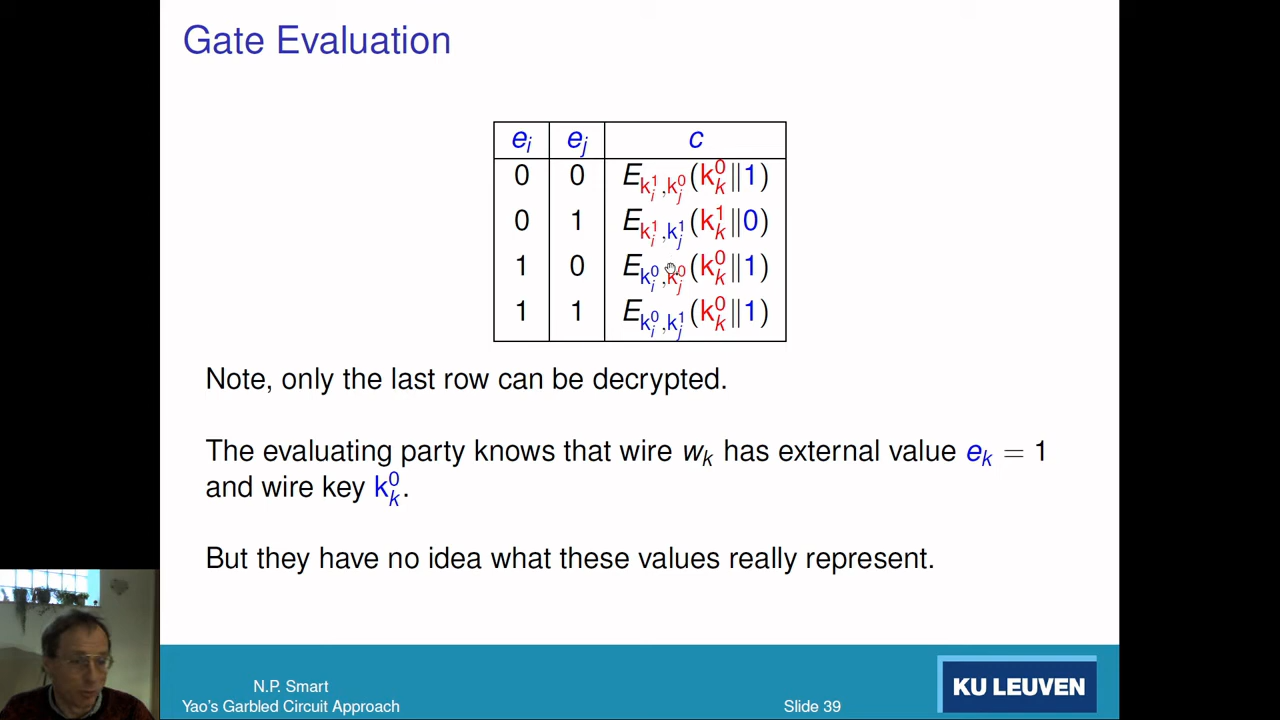 Gate Evaluation
e_i e_j c
0 0 E_{k_i^1,k_j^0}(k_k^0‖1)
0 1 E_{k_i^1,k_j^1}(k_k^1‖0)
1 0 E_{k_i^0,k_j^0}(k_k^0‖1)
1 1 E_{k_i^0,k_j^1}(k_k^0‖1)
Note, only the last row can be decrypted.
The evaluating party knows that wire w_k has external value e_k = 1
and wire key k_k^0.
But they have no idea what these values really represent.
N.P. Smart
Yao's Garbled Circuit Approach
Slide 39
KU LEUVEN